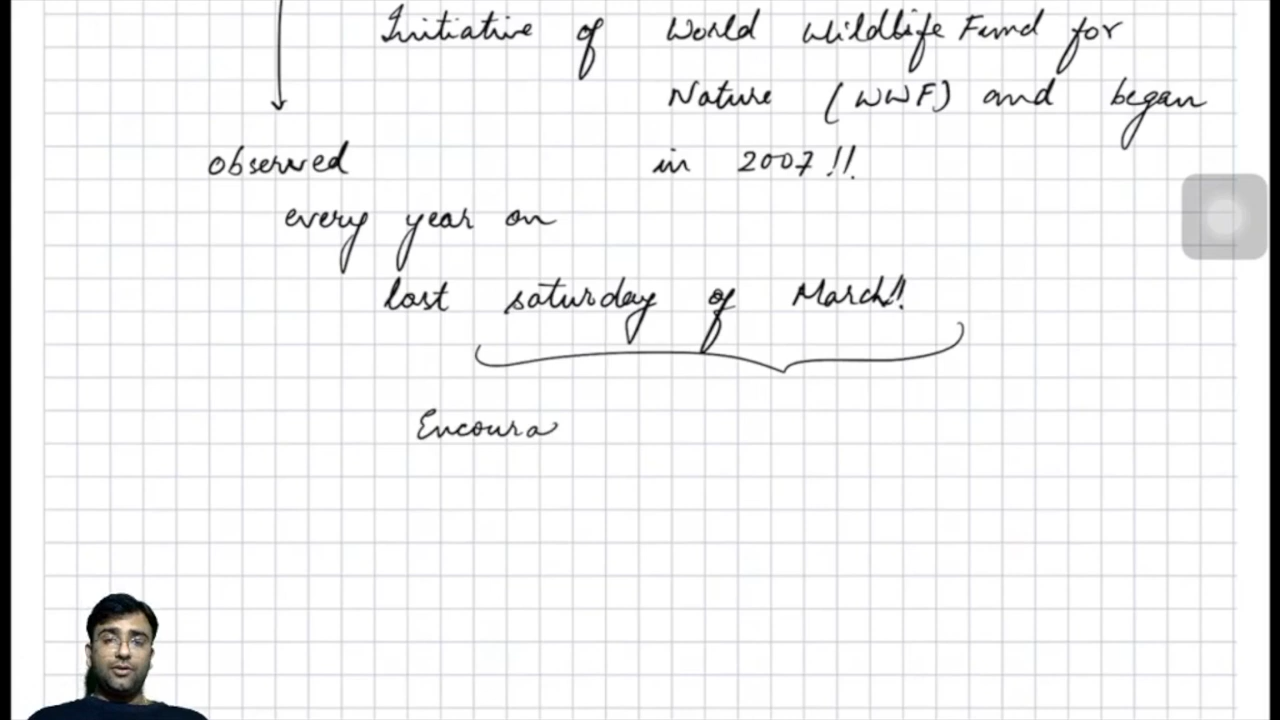 Initiative of World Wildlife Fund for
Nature (WWF) and began
in 2007!!
observed
every year on
last saturday of March!!
Encoura